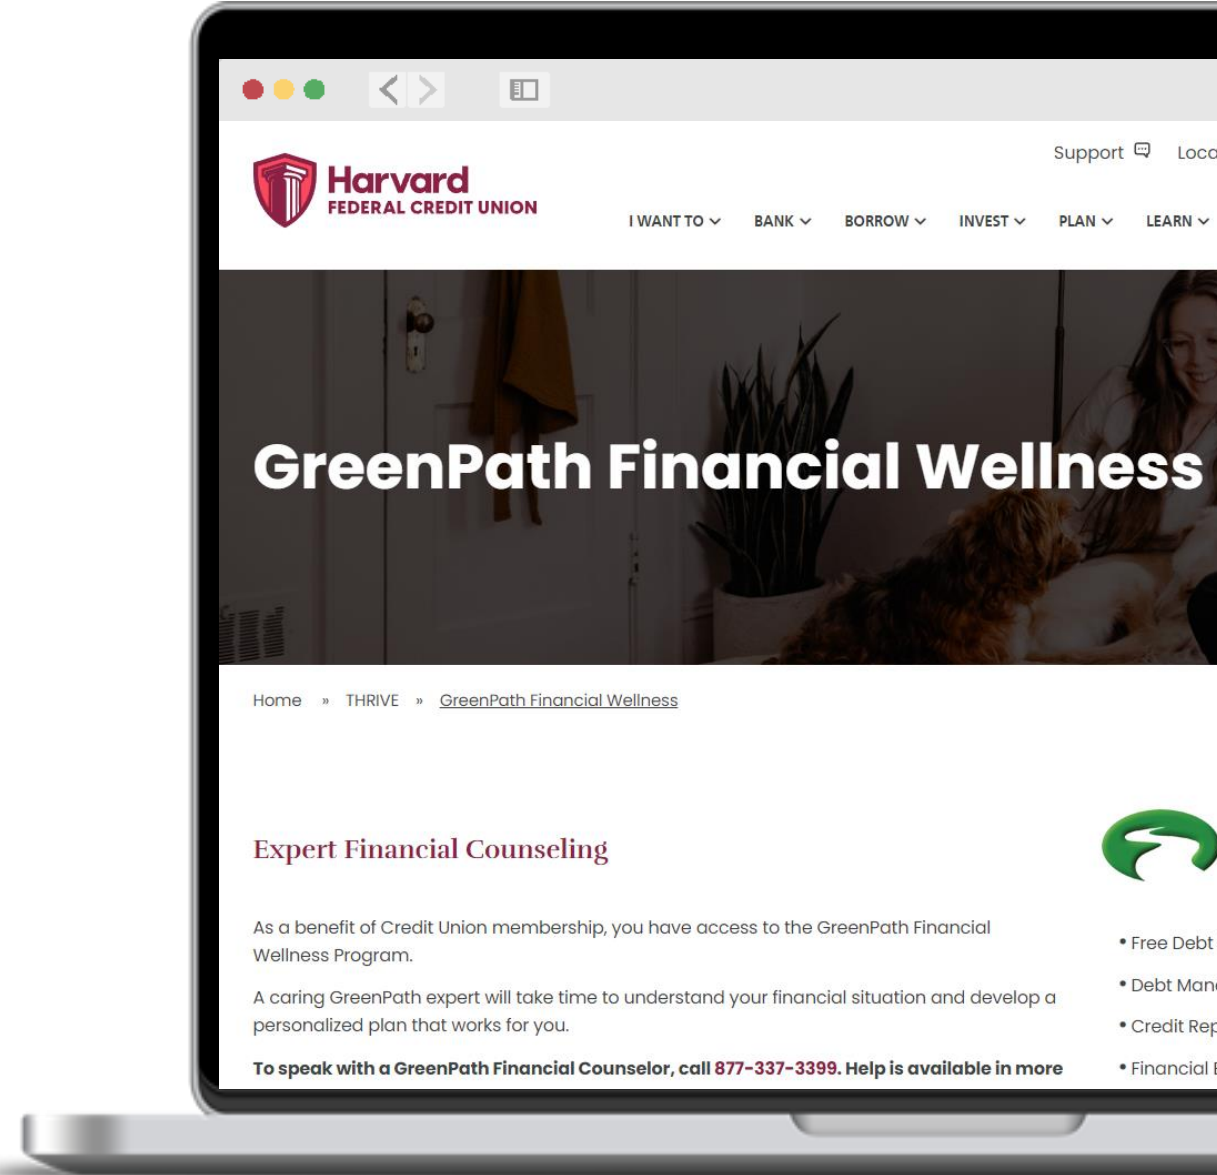 Support
Harvard
FEDERAL CREDIT UNION
I WANT TO BANK BORROW INVEST PLAN LEARN
GreenPath Financial Wellness
Home » THRIVE » GreenPath Financial Wellness
Expert Financial Counseling
As a benefit of Credit Union membership, you have access to the GreenPath Financial
Wellness Program.
A caring GreenPath expert will take time to understand your financial situation and develop a
personalized plan that works for you.
To speak with a GreenPath Financial Counselor, call 877-337-3399. Help is available in more
• Free Debt
• Debt
• Credit
• Financial